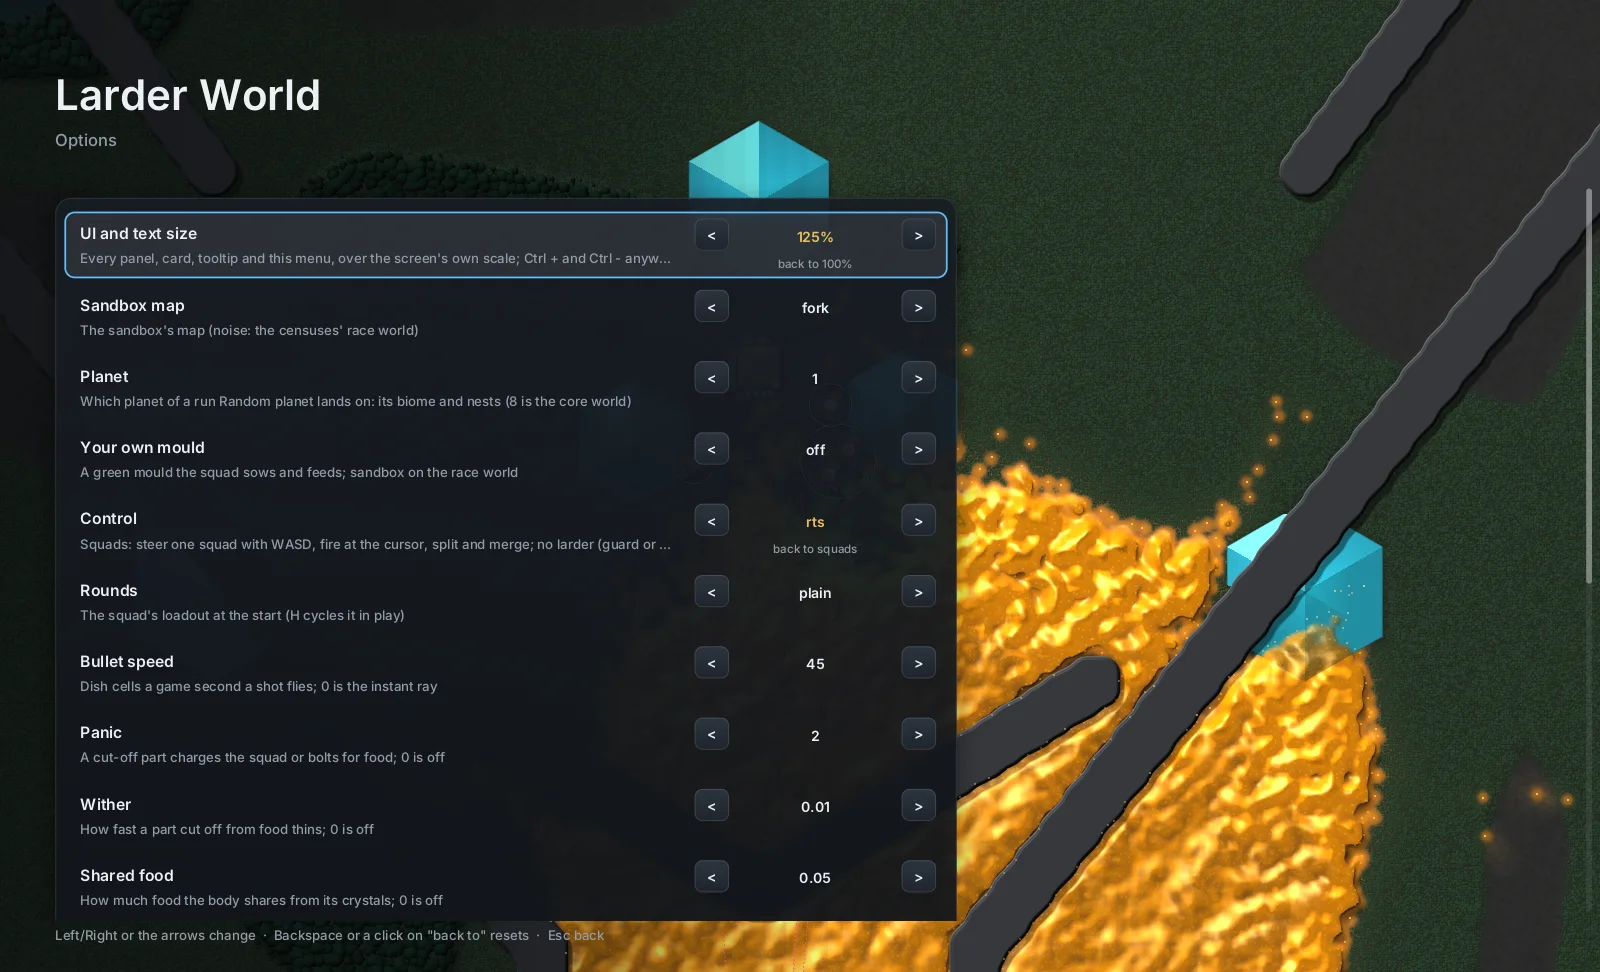 Larder World
Options
UI and text size
< 125% >
Every panel, card, tooltip and this menu, over the screen's own scale; Ctrl + and Ctrl - anyw...
back to 100%
Sandbox map
< fork >
The sandbox's map (noise: the censuses' race world)
Planet
< 1 >
Which planet of a run Random planet lands on: its biome and nests (8 is the core world)
Your own mould
< off >
A green mould the squad sows and feeds; sandbox on the race world
Control
< rts >
Squads: steer one squad with WASD, fire at the cursor, split and merge; no larder (guard or ...
back to squads
Rounds
< plain >
The squad's loadout at the start (H cycles it in play)
Bullet speed
< 45 >
Dish cells a game second a shot flies; 0 is the instant ray
Panic
< 2 >
A cut-off part charges the squad or bolts for food; 0 is off
Wither
< 0.01 >
How fast a part cut off from food thins; 0 is off
Shared food
< 0.05 >
How much food the body shares from its crystals; 0 is off
Left/Right or the arrows change · Backspace or a click on "back to" resets · Esc back